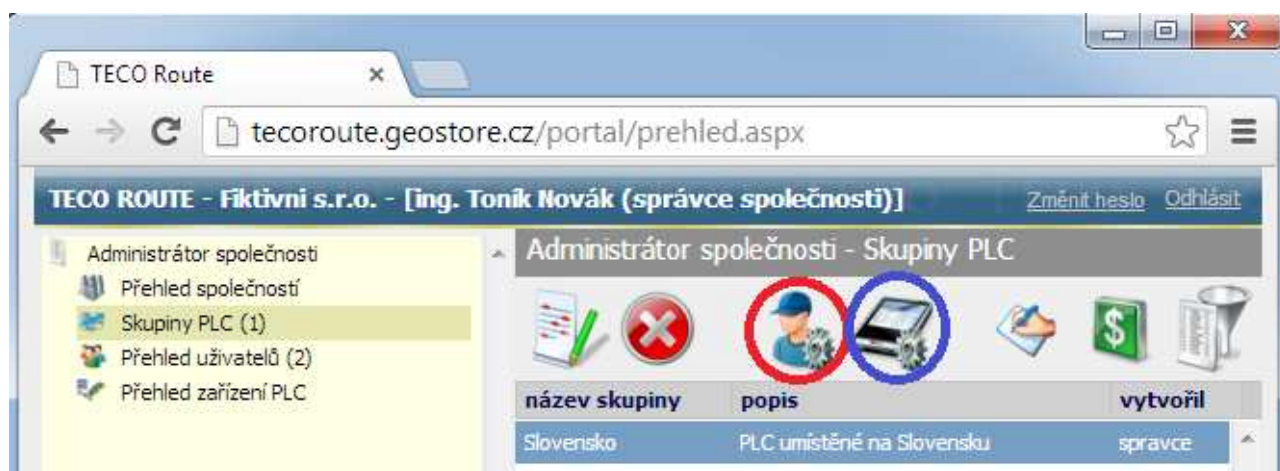 TECO Route
tecoroute.geostore.cz/portal/prehled.aspx
TECO ROUTE - Fiktivni s.r.o. - [ing. Toník Novák (správce společnosti)] Změnit heslo Odhlásit
Administrátor společnosti
Přehled společností
Skupiny PLC (1)
Přehled uživatelů (2)
Přehled zařízení PLC
Administrátor společnosti - Skupiny PLC
název skupiny popis vytvořil
Slovensko PLC umístěné na Slovensku spravce